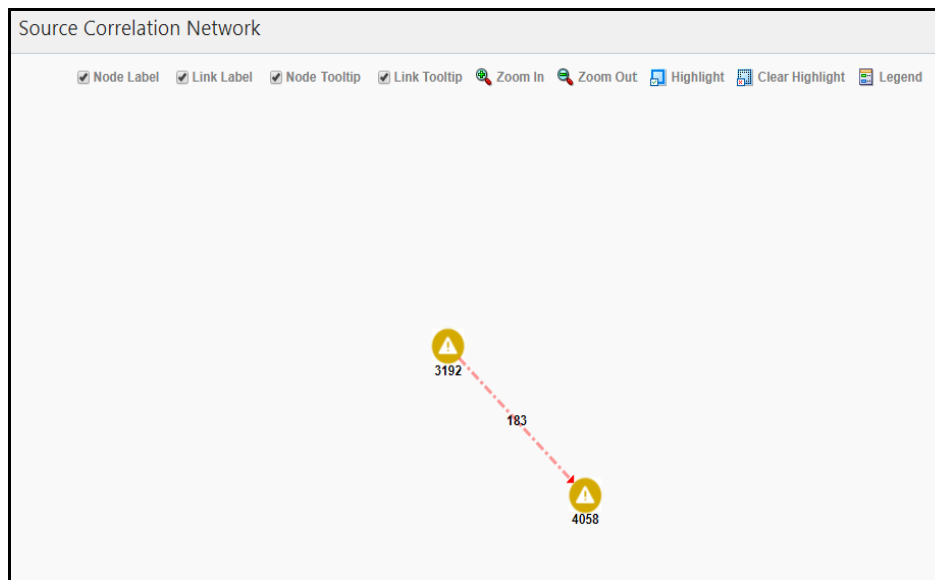 Source Correlation Network
Node Label Link Label Node Tooltip Link Tooltip Zoom In Zoom Out Highlight Clear Highlight Legend
3192
183
4058